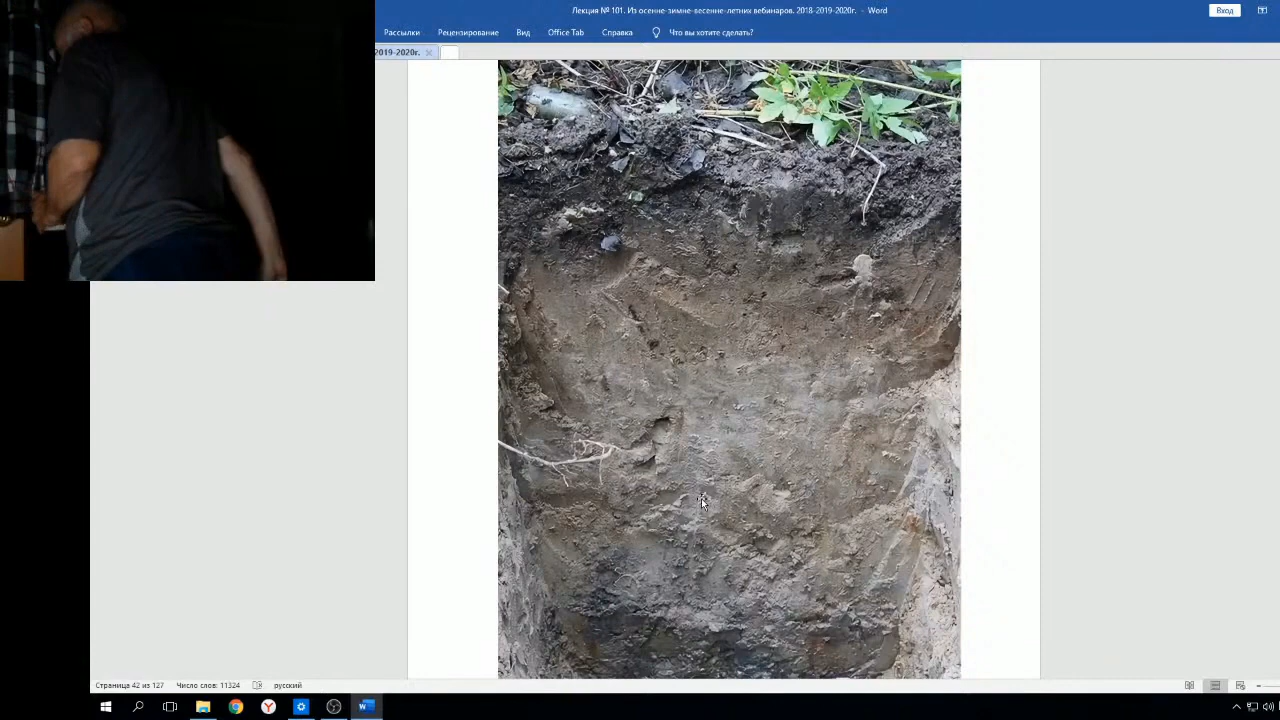 Лекция № 101. Из осенне-зимне-весенне-летних вебинаров. 2018-2019-2020г. - Word
Вход
Рассылки Рецензирование Вид Office Tab Справка Что вы хотите сделать?
2019-2020г.
Страница 42 из 127 Число слов: 11324 русский